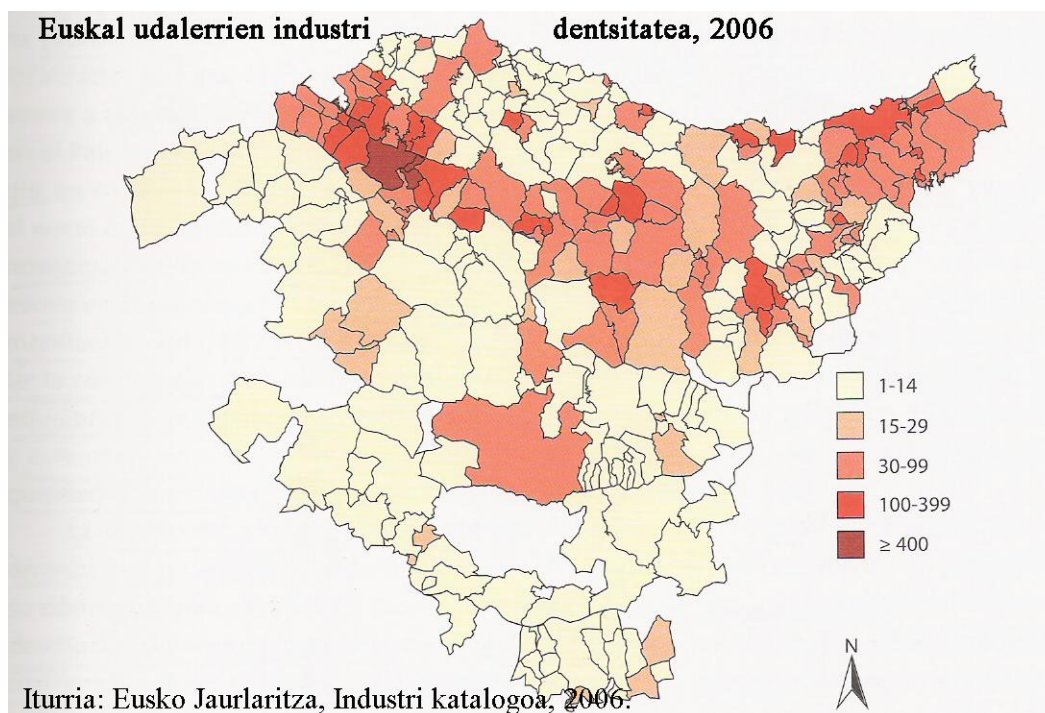 Euskal udalerrien industri dentsitatea, 2006
1-14
15-29
30-99
100-399
≥ 400
N
Iturria: Eusko Jaurlaritza, Industri katalogoa, 2006.